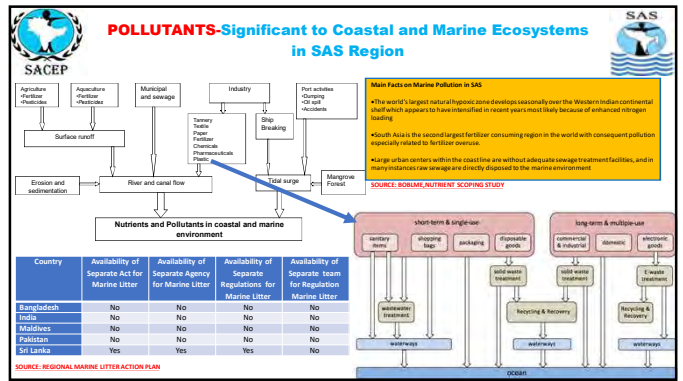 POLLUTANTS-Significant to Coastal and Marine Ecosystems
in SAS Region
SACEP
SAS
Agriculture
•Fertilizer
•Pesticides
Aquaculture
•Fertilizer
•Pesticides
Municipal
and sewage
Industry
Port activities
•Dumping
•Oil spill
•Accidents
Tannery
Textile
Paper
Fertilizer
Chemicals
Pharmaceuticals
Plastic
Ship
Breaking
Surface runoff
Erosion and
sedimentation
River and canal flow
Tidal surge
Mangrove
Forest
Nutrients and Pollutants in coastal and marine
environment
Main Facts on Marine Pollution in SAS
•The world's largest natural hypoxic zone develops seasonally over the Western Indian continental
shelf which appears to have intensified in recent years most likely because of enhanced nitrogen
loading
•South Asia is the second largest fertilizer consuming region in the world with consequent pollution
especially related to fertilizer overuse.
•Large urban centers within the coast line are without adequate sewage treatment facilities, and in
many instances raw sewage are directly disposed to the marine environment
SOURCE: BOBLME,NUTRIENT SCOPING STUDY
short-term & single-use
long-term & multiple-use
sanitary
items
shopping
bags
packaging
disposable
goods
commercial
& industrial
domestic
electronic
goods
solid waste
treatment
solid waste
treatment
E-waste
treatment
wastewater
treatment
Recycling & Recovery
Recycling &
Recovery
waterways
waterways
waterways
ocean
Country
Availability of
Separate Act for
Marine Litter
Availability of
Separate Agency
for Marine Litter
Availability of
Separate
Regulations for
Marine Litter
Availability of
Separate team
for Regulation
Marine Litter
Bangladesh No No No No
India No No No No
Maldives No No No No
Pakistan No No No No
Sri Lanka Yes Yes Yes No
SOURCE: REGIONAL MARINE LITTER ACTION PLAN